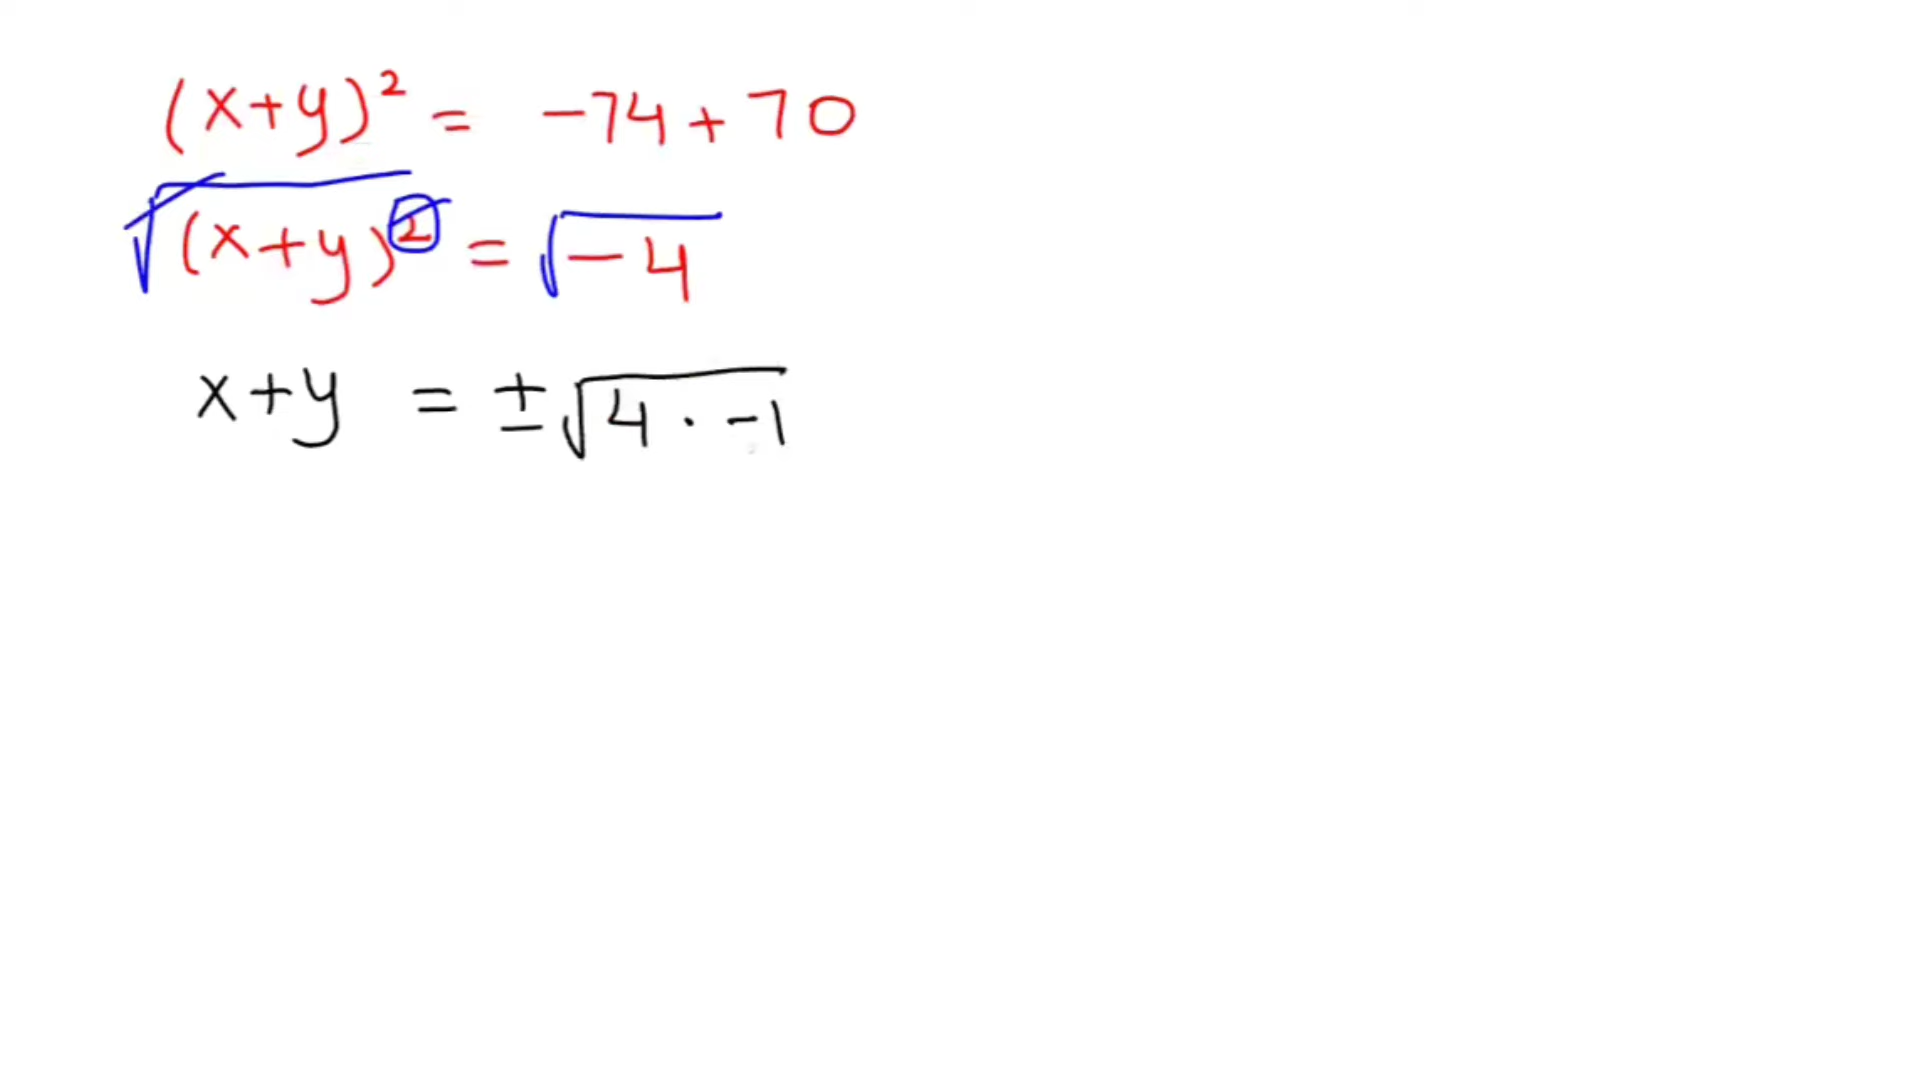 (x+y)² = -74+70
√(x+y)² = √-4
x+y = ±√4·-1